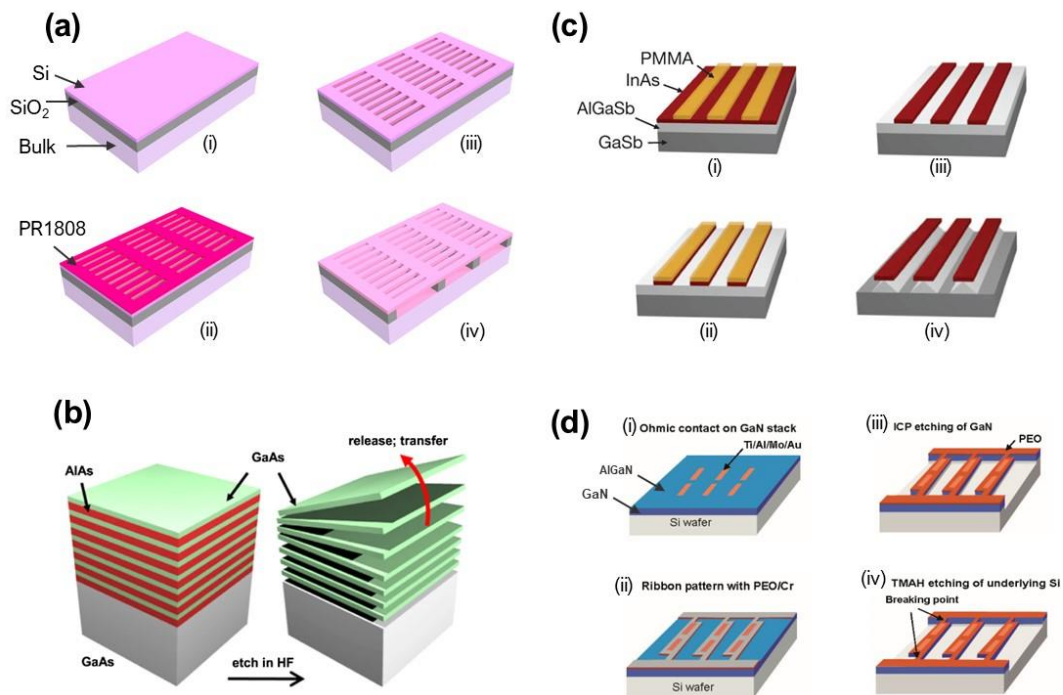 (a)
Si
SiO2
Bulk
(i)
(iii)
PR1808
(ii)
(iv)
(c)
PMMA
InAs
AlGaSb
GaSb
(i)
(iii)
(ii)
(iv)
(b)
AlAs
GaAs
release; transfer
GaAs
etch in HF
(d)
(i) Ohmic contact on GaN stack
Ti/Al/Mo/Au
AlGaN
GaN
Si wafer
(iii) ICP etching of GaN
PEO
(ii) Ribbon pattern with PEO/Cr
Si wafer
(iv) TMAH etching of underlying Si
Breaking point